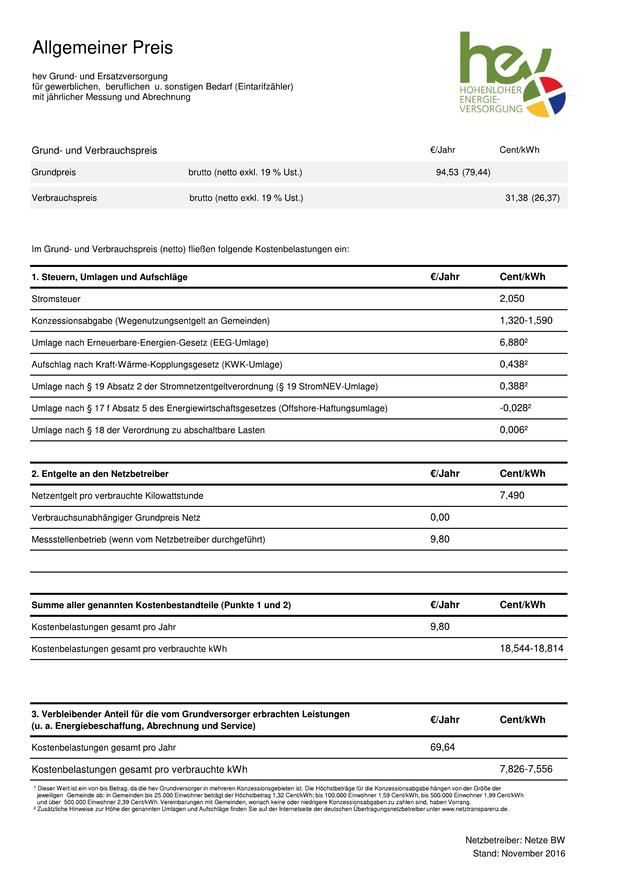 Allgemeiner Preis
hev Grund- und Ersatzversorgung
für gewerblichen, beruflichen u. sonstigen Bedarf (Eintarifzähler)
mit jährlicher Messung und Abrechnung
hev
HOHENLOHER
ENERGIE-
VERSORGUNG
Grund- und Verbrauchspreis €/Jahr Cent/kWh
Grundpreis brutto (netto exkl. 19 % Ust.) 94,53 (79,44)
Verbrauchspreis brutto (netto exkl. 19 % Ust.) 31,38 (26,37)
Im Grund- und Verbrauchspreis (netto) fließen folgende Kostenbelastungen ein:
1. Steuern, Umlagen und Aufschläge €/Jahr Cent/kWh
Stromsteuer 2,050
Konzessionsabgabe (Wegenutzungsentgelt an Gemeinden) 1,320-1,590
Umlage nach Erneuerbare-Energien-Gesetz (EEG-Umlage) 6,880²
Aufschlag nach Kraft-Wärme-Kopplungsgesetz (KWK-Umlage) 0,438²
Umlage nach § 19 Absatz 2 der Stromnetzentgeltverordnung (§ 19 StromNEV-Umlage) 0,388²
Umlage nach § 17 f Absatz 5 des Energiewirtschaftsgesetzes (Offshore-Haftungsumlage) -0,028²
Umlage nach § 18 der Verordnung zu abschaltbare Lasten 0,006²
2. Entgelte an den Netzbetreiber €/Jahr Cent/kWh
Netzentgelt pro verbrauchte Kilowattstunde 7,490
Verbrauchsunabhängiger Grundpreis Netz 0,00
Messstellenbetrieb (wenn vom Netzbetreiber durchgeführt) 9,80
Summe aller genannten Kostenbestandteile (Punkte 1 und 2) €/Jahr Cent/kWh
Kostenbelastungen gesamt pro Jahr 9,80
Kostenbelastungen gesamt pro verbrauchte kWh 18,544-18,814
3. Verbleibender Anteil für die vom Grundversorger erbrachten Leistungen
(u. a. Energiebeschaffung, Abrechnung und Service) €/Jahr Cent/kWh
Kostenbelastungen gesamt pro Jahr 69,64
Kostenbelastungen gesamt pro verbrauchte kWh 7,826-7,556
¹ Dieser Wert ist ein von-bis Betrag, da die hev Grundversorger in mehreren Konzessionsgebieten ist. Die Höchstbeträge für die Konzessionsabgabe hängen von der Größe der
jeweiligen Gemeinde ab: in Gemeinden bis 25.000 Einwohner beträgt der Höchstbetrag 1,32 Cent/kWh; bis 100.000 Einwohner 1,59 Cent/kWh, bis 500.000 Einwohner 1,99 Cent/kWh
und über 500.000 Einwohner 2,39 Cent/kWh. Vereinbarungen mit Gemeinden, wonach keine oder niedrigere Konzessionsabgaben zu zahlen sind, haben Vorrang.
² Zusätzliche Hinweise zur Höhe der genannten Umlagen und Aufschläge finden Sie auf der Internetseite der deutschen Übertragungsnetzbetreiber unter www.netztransparenz.de.
Netzbetreiber: Netze BW
Stand: November 2016